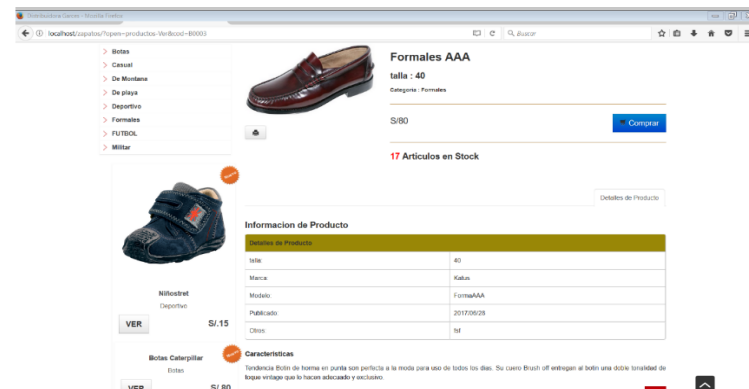 Distribuidora Garces - Mozilla Firefox
localhost/zapatos/?open=productos-Ver&cod=B0003
Buscar
Botas
Casual
De Montana
De playa
Deportivo
Formales
FUTBOL
Militar
Formales AAA
talla : 40
Categoria : Formales
S/80
Comprar
17 Articulos en Stock
Detalles de Producto
Informacion de Producto
Detalles de Producto
talla: 40
Marca: Katus
Modelo: FormaAAA
Publicado: 2017/06/28
Otros: fsf
Caracteristicas
Tendencia Botin de horma en punta son perfecta a la moda para uso de todos los dias. Su cuero Brush off entregan al botin una doble tonalidad de
toque vintage que lo hacen adecuado y exclusivo.
Nuevo
Niñostret
Deportivo
VER S/.15
Nuevo
Botas Caterpillar
Botas
VER S/.80